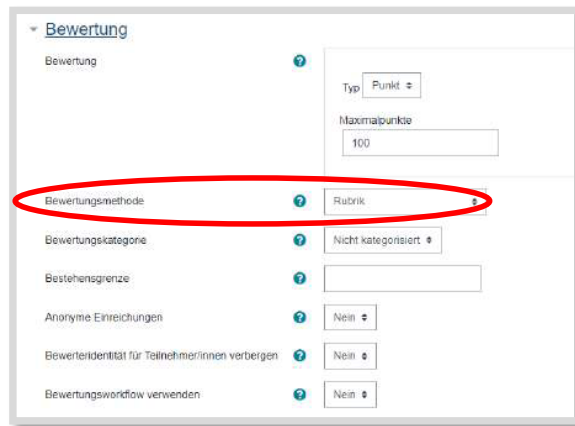 Bewertung
Bewertung
Typ Punkt
Maximalpunkte
100
Bewertungsmethode Rubrik
Bewertungskategorie Nicht kategorisiert
Bestehensgrenze
Anonyme Einreichungen Nein
Bewerteridentität für Teilnehmer/innen verbergen Nein
Bewertungsworkflow verwenden Nein